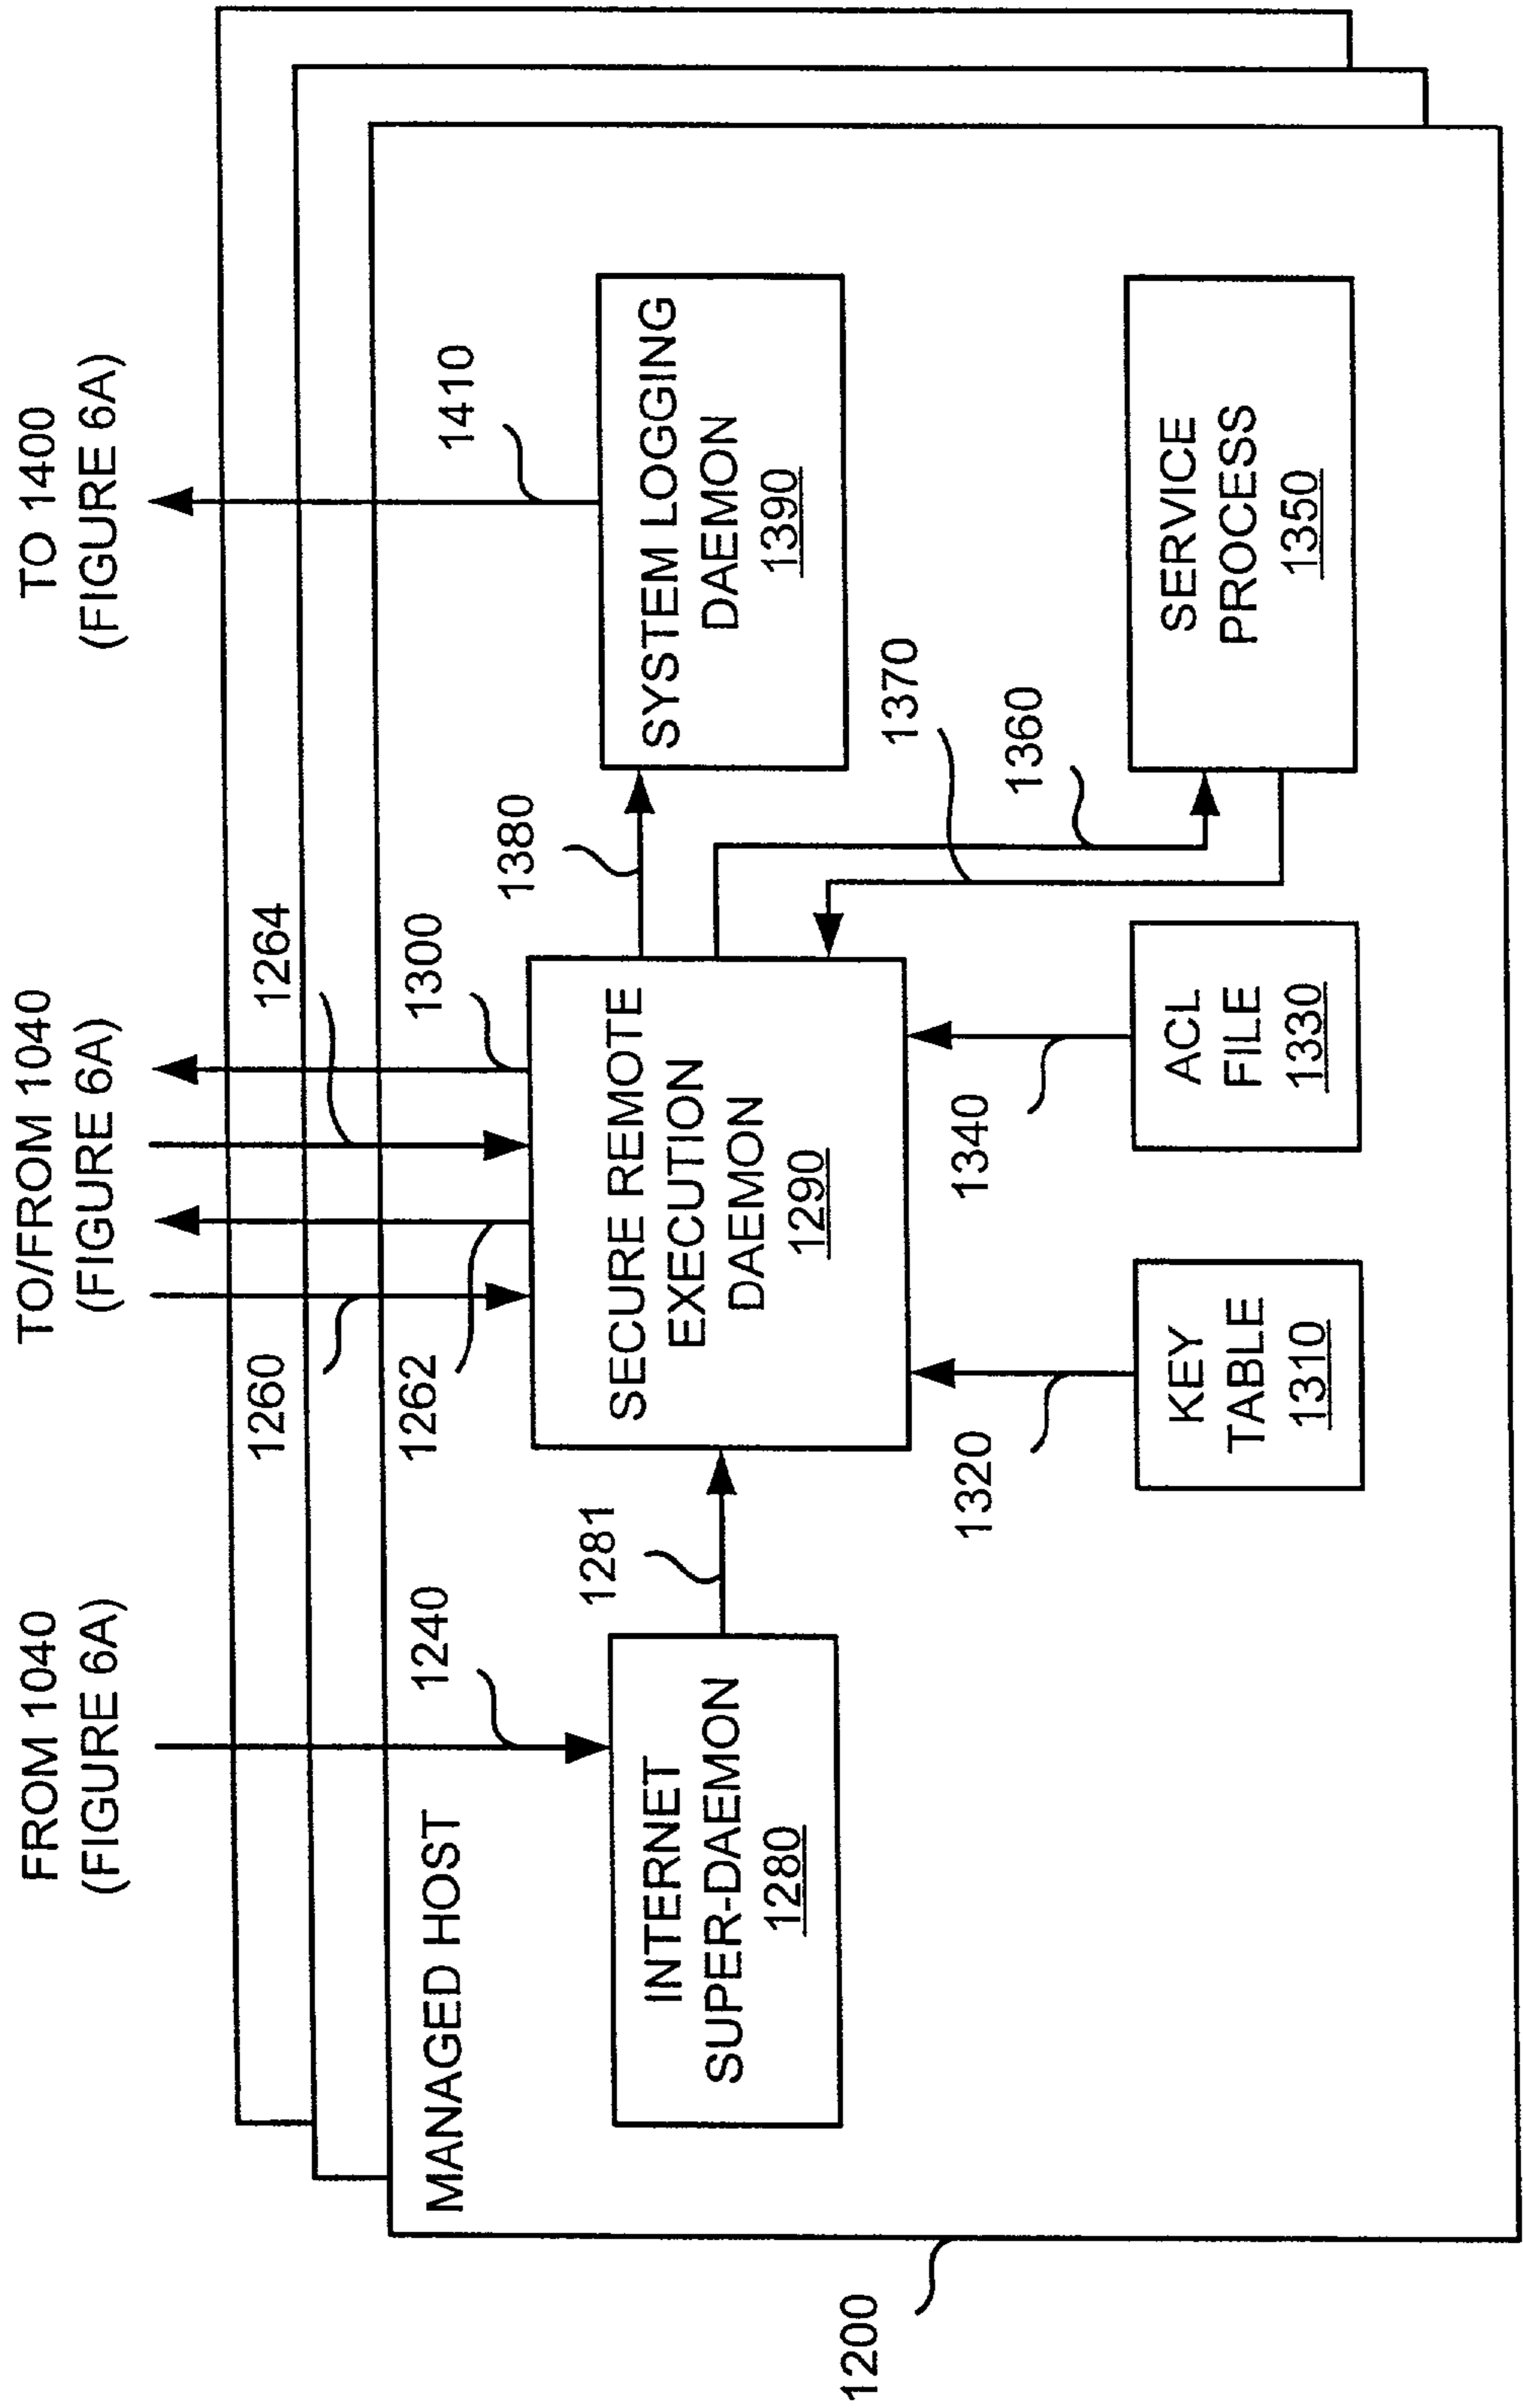 FROM 1040
(FIGURE 6A)
TO/FROM 1040
(FIGURE 6A)
TO 1400
(FIGURE 6A)
MANAGED HOST
1240
1260
1262
1264
1300
1410
INTERNET
SUPER-DAEMON
1280
1281
SECURE REMOTE
EXECUTION
DAEMON
1290
1380
SYSTEM LOGGING
DAEMON
1390
1370
1360
1320
1340
KEY
TABLE
1310
ACL
FILE
1330
SERVICE
PROCESS
1350
1200